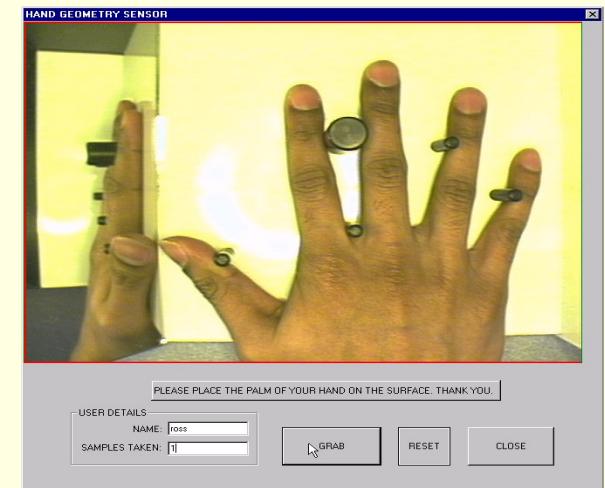 HAND GEOMETRY SENSOR
PLEASE PLACE THE PALM OF YOUR HAND ON THE SURFACE. THANK YOU.
USER DETAILS
NAME: ross
SAMPLES TAKEN: 1
GRAB
RESET
CLOSE